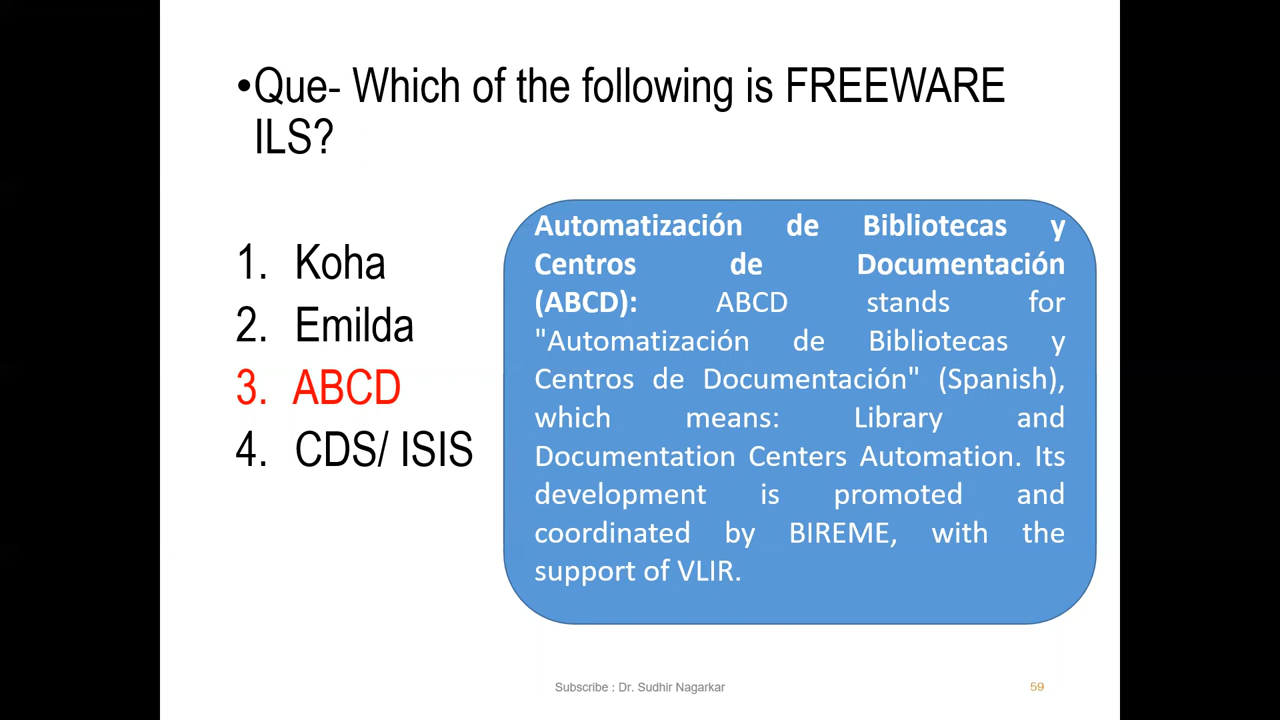 •Que- Which of the following is FREEWARE
ILS?
1. Koha
2. Emilda
3. ABCD
4. CDS/ ISIS
Automatización de Bibliotecas y
Centros de Documentación
(ABCD): ABCD stands for
"Automatización de Bibliotecas y
Centros de Documentación" (Spanish),
which means: Library and
Documentation Centers Automation. Its
development is promoted and
coordinated by BIREME, with the
support of VLIR.
Subscribe : Dr. Sudhir Nagarkar
59